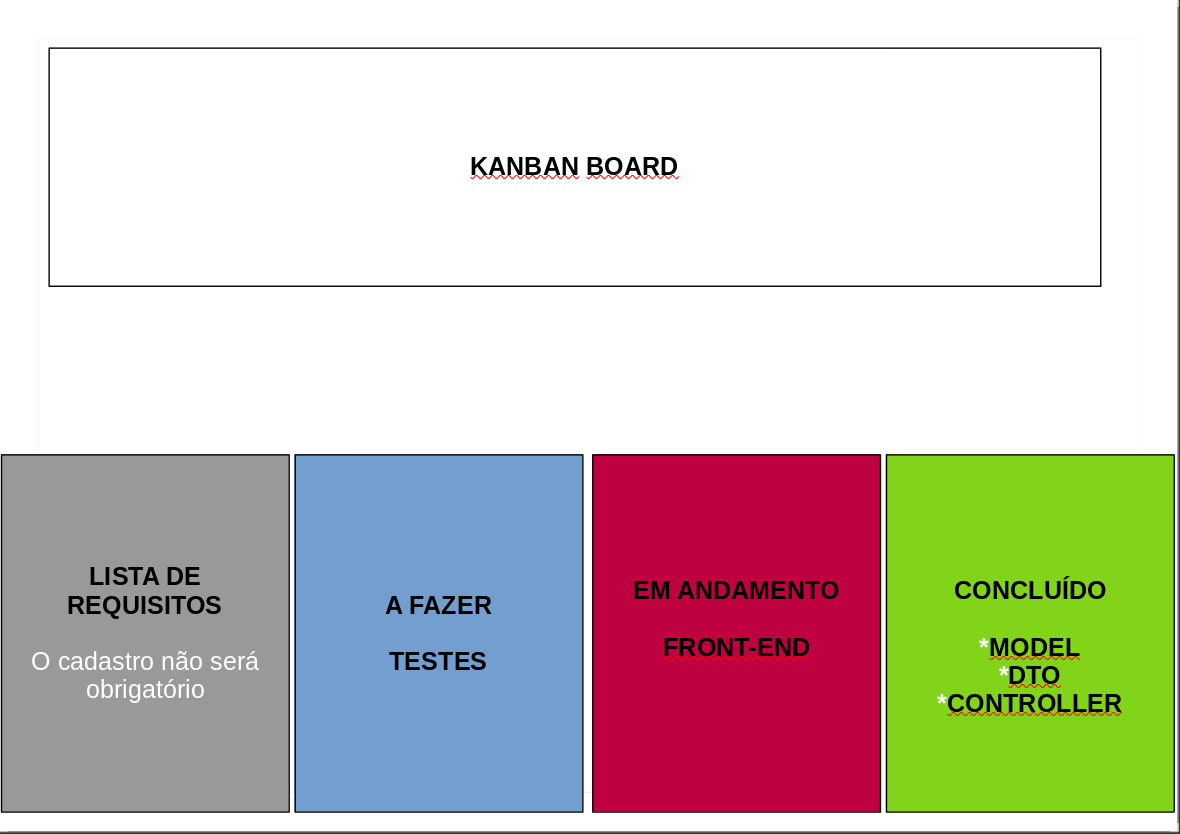 KANBAN BOARD
LISTA DE
REQUISITOS
O cadastro não será
obrigatório
A FAZER
TESTES
EM ANDAMENTO
FRONT-END
CONCLUÍDO
*MODEL
*DTO
*CONTROLLER